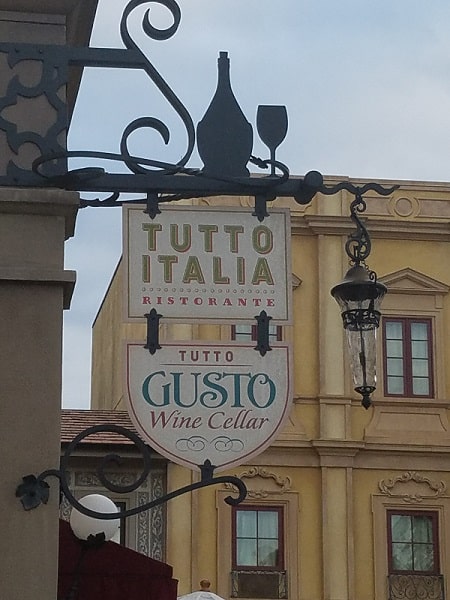 TUTTO
ITALIA
RISTORANTE
TUTTO
GUSTO
Wine Cellar